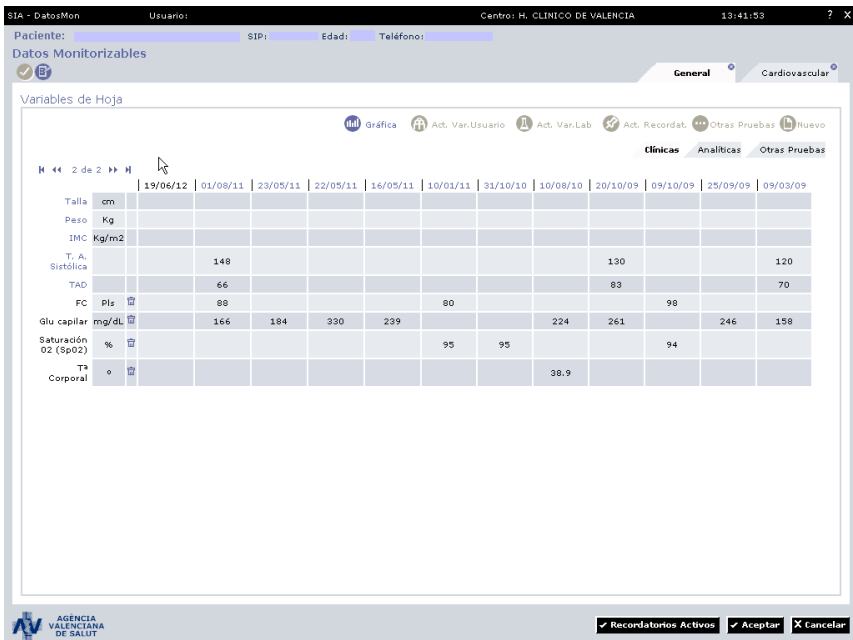 SIA - DatosMon Usuario: Centro: H. CLINICO DE VALENCIA 13:41:53 ? X
Paciente: SIP: Edad: Teléfono:
Datos Monitorizables
General Cardiovascular
Variables de Hoja
Gráfica Act. Var.Usuario Act. Var.Lab Act. Recordat. Otras Pruebas Nuevo
Clínicas Analíticas Otras Pruebas
2 de 2
19/06/12 01/08/11 23/05/11 22/05/11 16/05/11 10/01/11 31/10/10 10/08/10 20/10/09 09/10/09 25/09/09 09/03/09
Talla cm
Peso Kg
IMC Kg/m2
T. A.
Sistólica 148 130 120
TAD 66 83 70
FC Pls 88 80 98
Glu capilar mg/dL 166 184 330 239 224 261 246 158
Saturación
02 (Sp02) % 95 95 94
Tª
Corporal º 38.9
AGÈNCIA
VALENCIANA
DE SALUT
Recordatorios Activos Aceptar X Cancelar